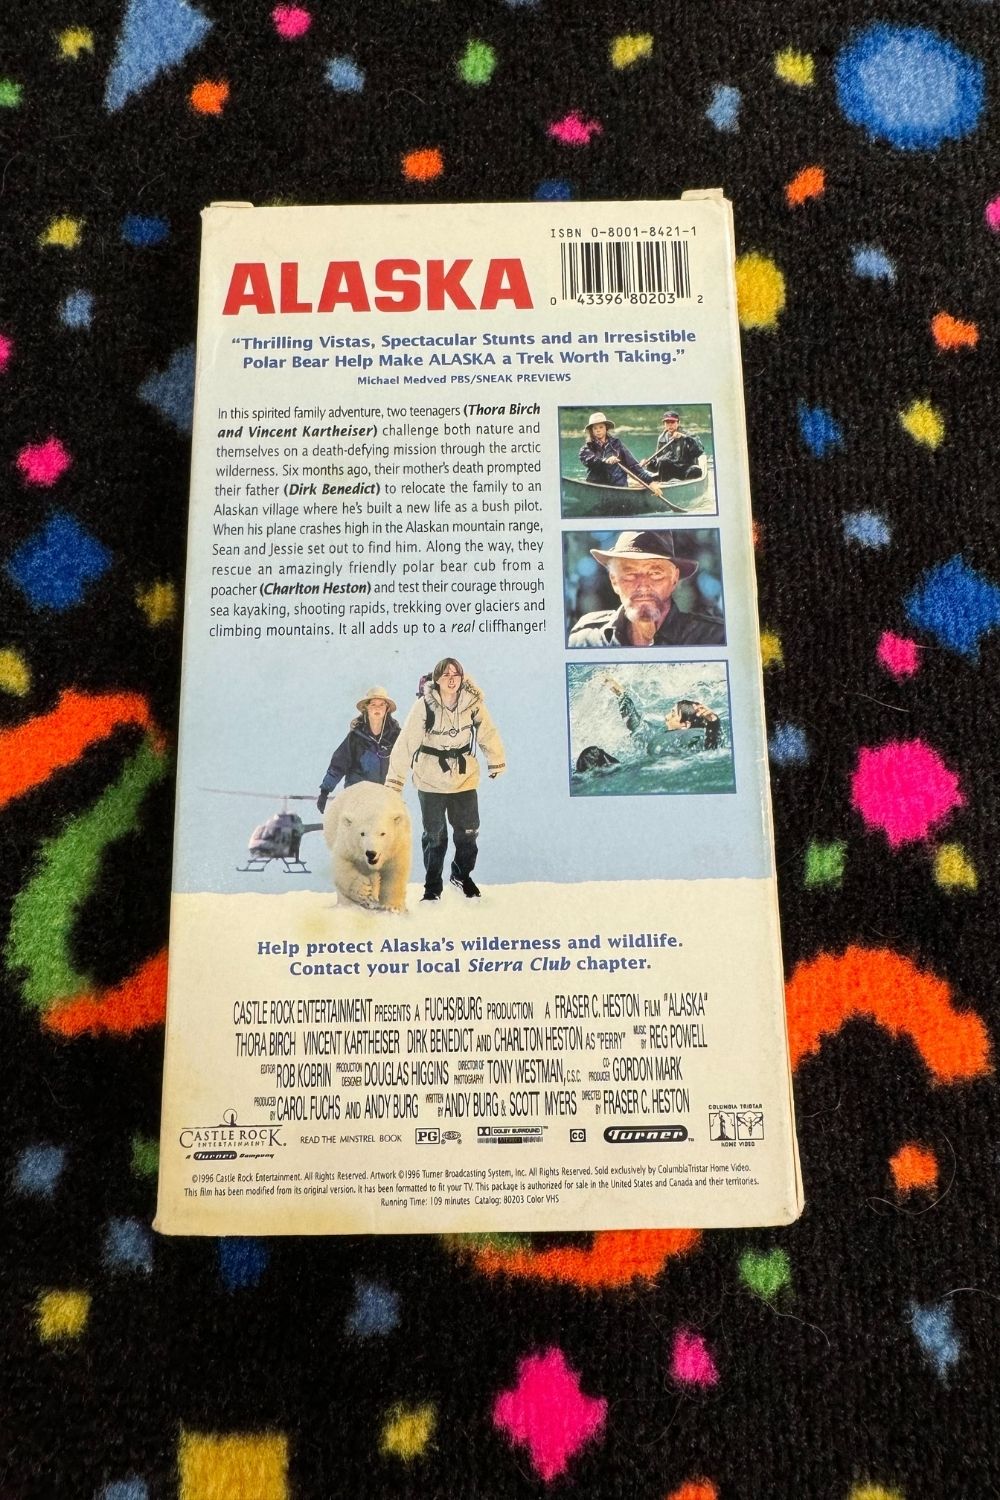 ISBN 0-8001-8421-1
ALASKA
0 43396 80203 2
“Thrilling Vistas, Spectacular Stunts and an Irresistible
Polar Bear Help Make ALASKA a Trek Worth Taking.”
Michael Medved PBS/SNEAK PREVIEWS
In this spirited family adventure, two teenagers (Thora Birch
and Vincent Kartheiser) challenge both nature and
themselves on a death-defying mission through the arctic
wilderness. Six months ago, their mother's death prompted
their father (Dirk Benedict) to relocate the family to an
Alaskan village where he's built a new life as a bush pilot.
When his plane crashes high in the Alaskan mountain range,
Sean and Jessie set out to find him. Along the way, they
rescue an amazingly friendly polar bear cub from a
poacher (Charlton Heston) and test their courage through
sea kayaking, shooting rapids, trekking over glaciers and
climbing mountains. It all adds up to a real cliffhanger!
Help protect Alaska's wilderness and wildlife.
Contact your local Sierra Club chapter.
CASTLE ROCK ENTERTAINMENT PRESENTS A FUCHS/BURG PRODUCTION A FRASER C. HESTON FILM "ALASKA"
THORA BIRCH VINCENT KARTHEISER DIRK BENEDICT AND CHARLTON HESTON AS "PERRY" MUSIC BY REG POWELL
EDITOR ROB KOBRIN PRODUCTION DESIGNER DOUGLAS HIGGINS DIRECTOR OF PHOTOGRAPHY TONY WESTMAN, C.S.C. CO-PRODUCER GORDON MARK
PRODUCED BY CAROL FUCHS AND ANDY BURG WRITTEN BY ANDY BURG & SCOTT MYERS DIRECTED BY FRASER C. HESTON
CASTLE ROCK
ENTERTAINMENT
a Turner Company
READ THE MINSTREL BOOK
PG
DOLBY SURROUND
CC
Turner™
COLUMBIA TRISTAR
HOME VIDEO
©1996 Castle Rock Entertainment. All Rights Reserved. Artwork ©1996 Turner Broadcasting System, Inc. All Rights Reserved. Sold exclusively by ColumbiaTristar Home Video.
This film has been modified from its original version. It has been formatted to fit your TV. This package is authorized for sale in the United States and Canada and their territories.
Running Time: 109 minutes Catalog: 80203 Color VHS